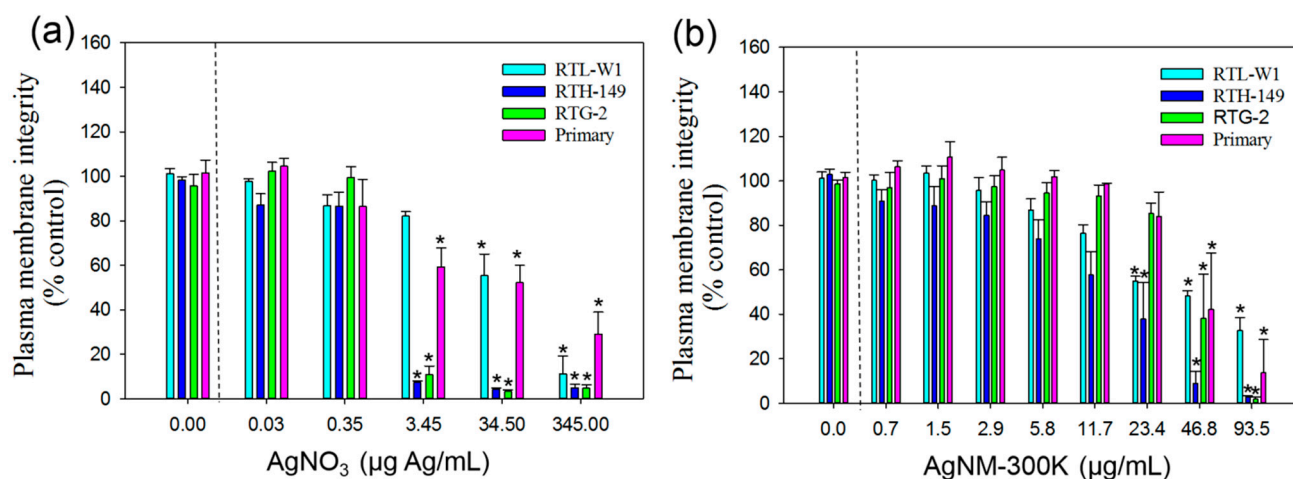 (a)
160
140
120
100
80
60
40
20
0
Plasma membrane integrity
(% control)
RTL-W1
RTH-149
RTG-2
Primary
* * * * * * * * * *
0.00 0.03 0.35 3.45 34.50 345.00
AgNO₃ (µg Ag/mL)
(b)
160
140
120
100
80
60
40
20
0
Plasma membrane integrity
(% control)
RTL-W1
RTH-149
RTG-2
Primary
* * * * * * * * * *
0.0 0.7 1.5 2.9 5.8 11.7 23.4 46.8 93.5
AgNM-300K (µg/mL)